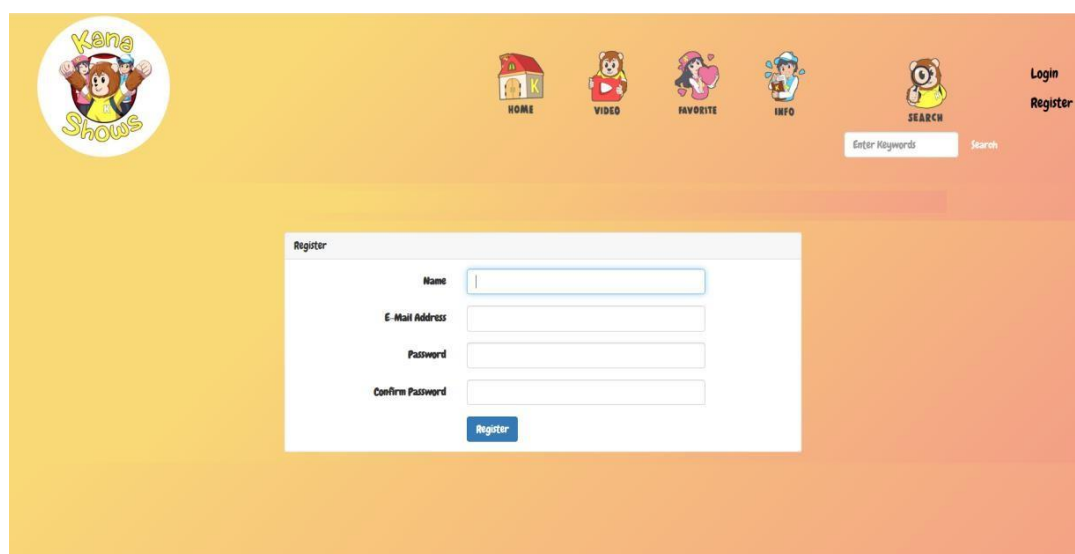 Kana
Shows
K
HOME
VIDEO
FAVORITE
INFO
SEARCH
Login
Register
Enter Keywords
Search
Register
Name
E-Mail Address
Password
Confirm Password
Register